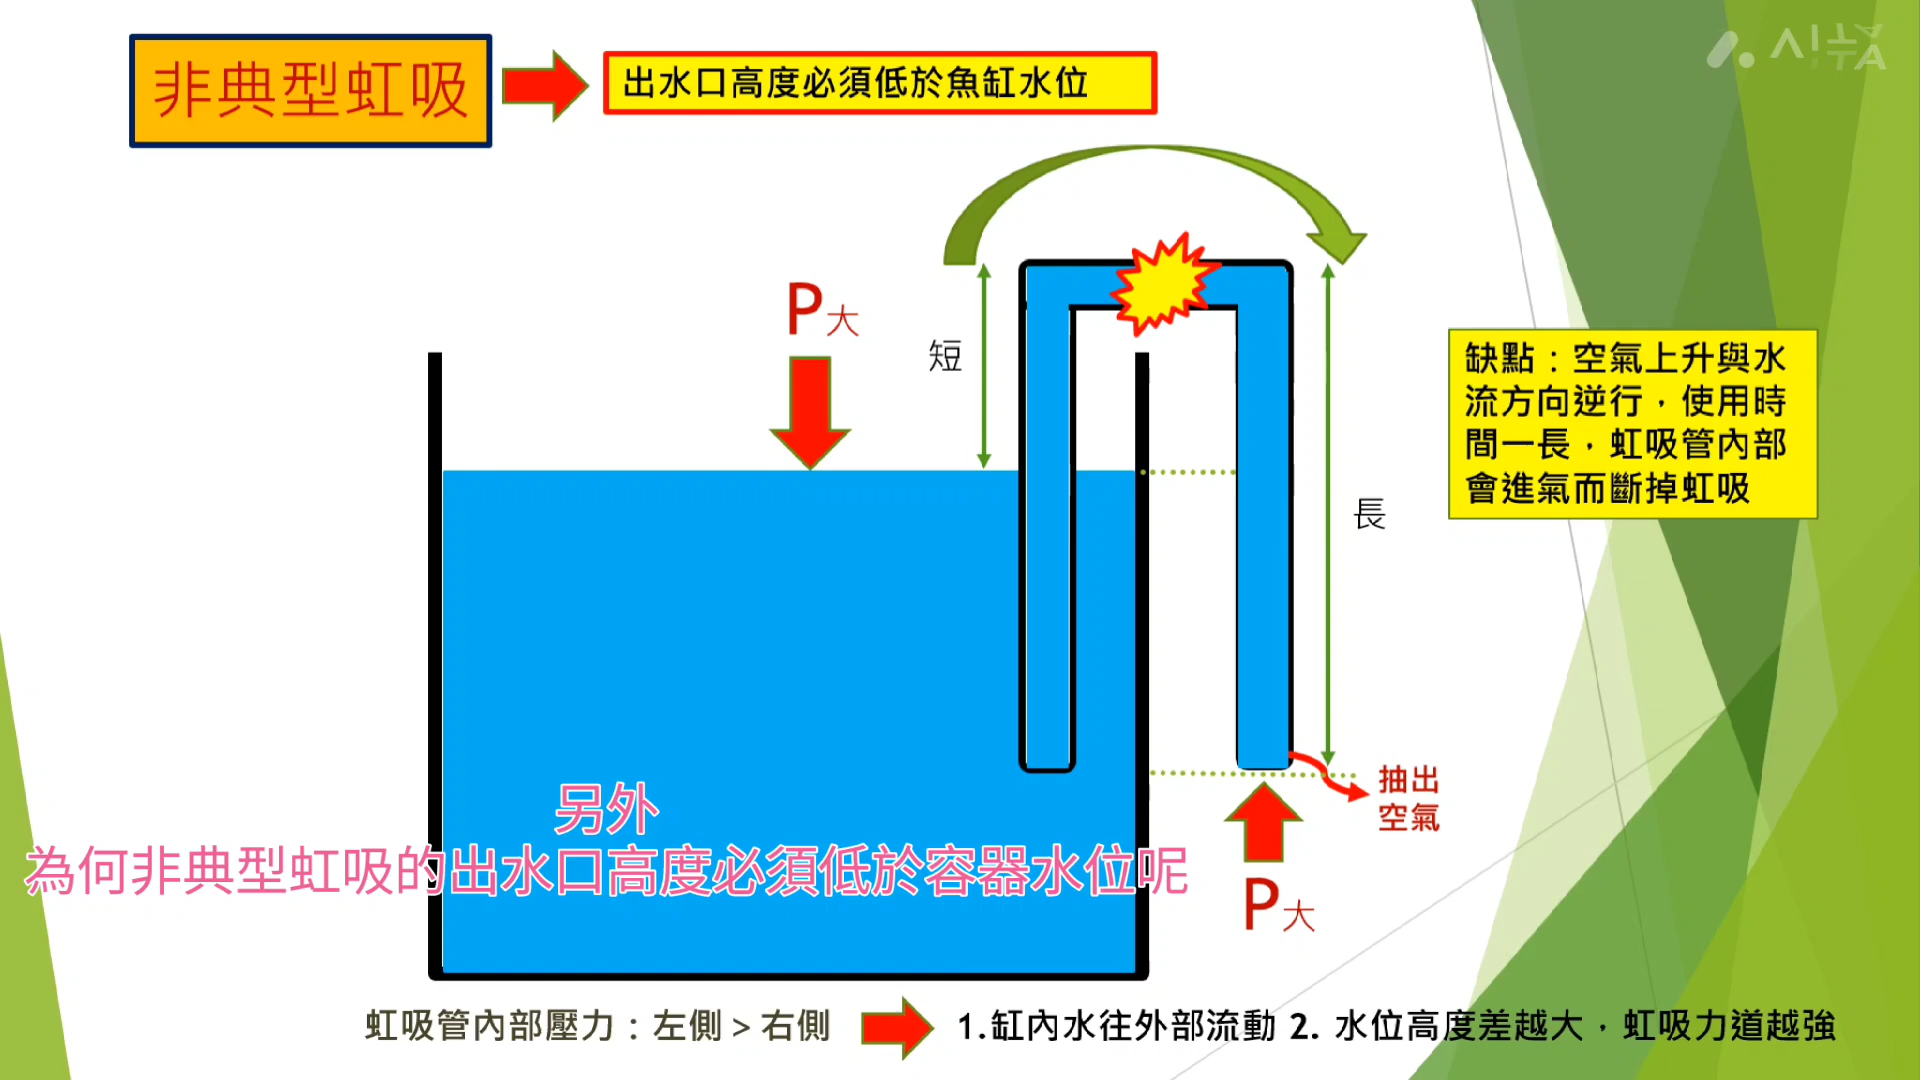 非典型虹吸
出水口高度必須低於魚缸水位
P大
短
長
缺點：空氣上升與水
流方向逆行，使用時
間一長，虹吸管內部
會進氣而斷掉虹吸
抽出
空氣
另外
為何非典型虹吸的出水口高度必須低於容器水位呢
P大
虹吸管內部壓力：左側 > 右側
1.缸內水往外部流動 2. 水位高度差越大，虹吸力道越強